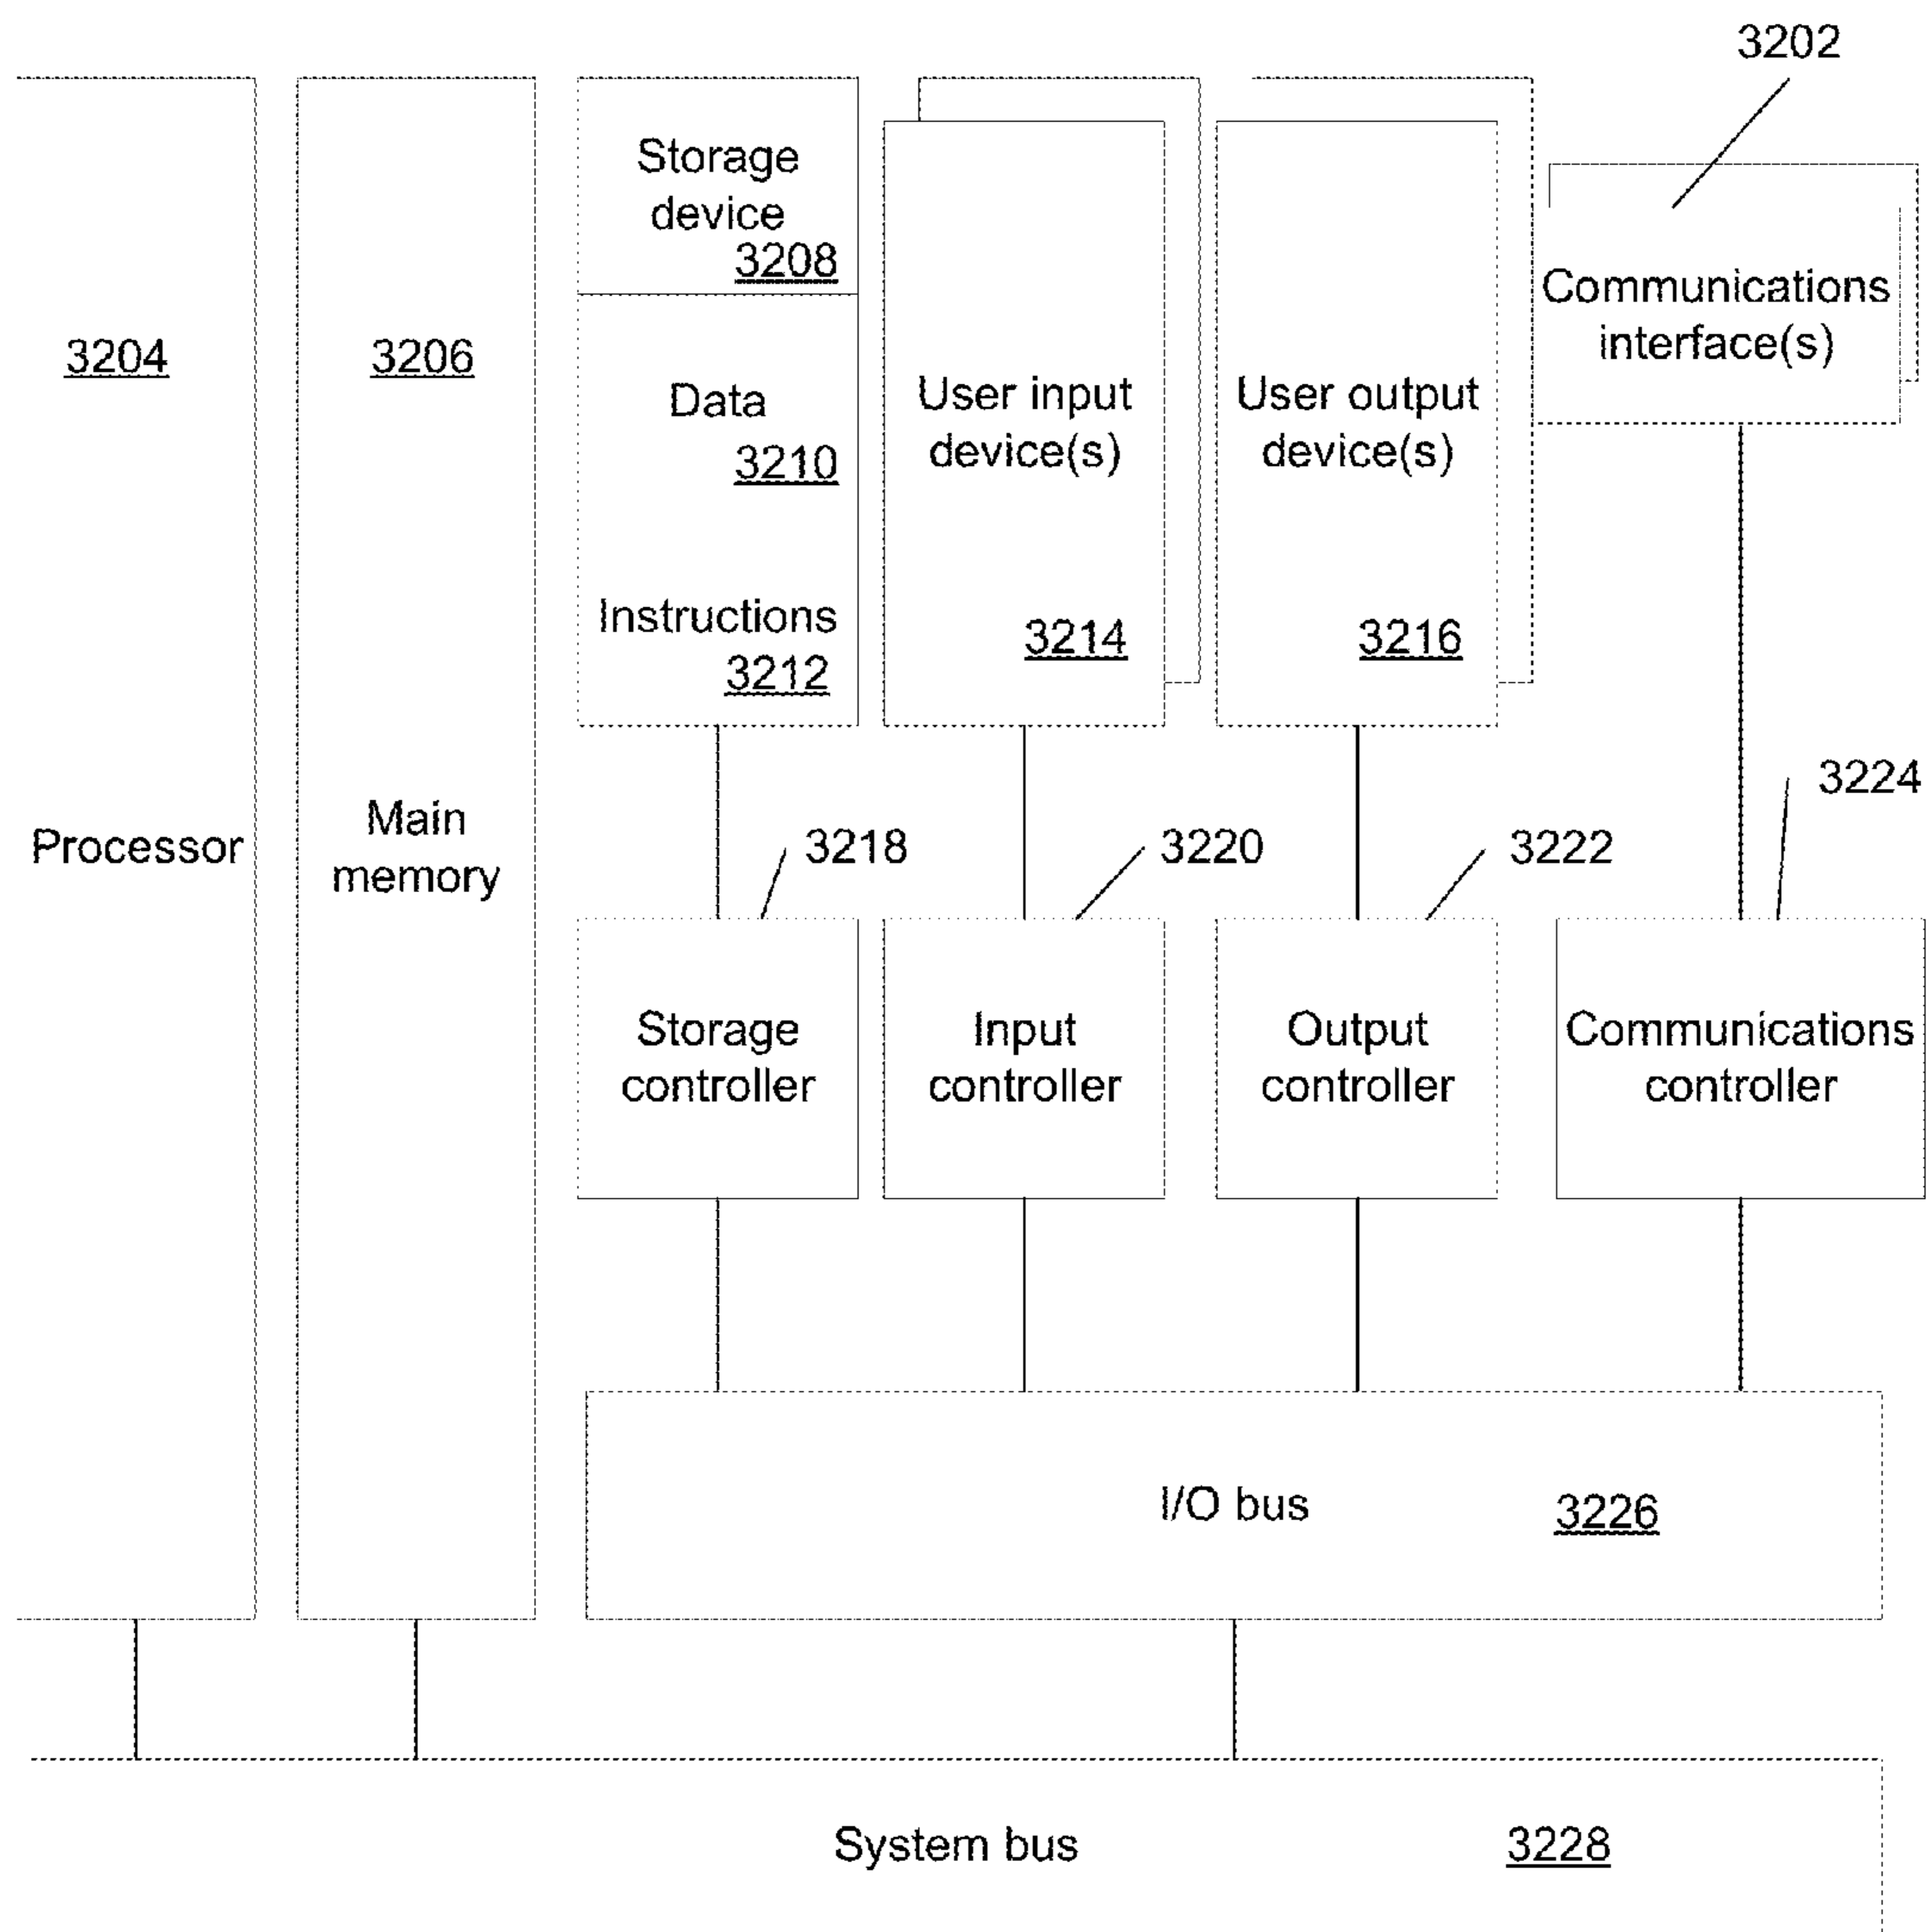 3202
Storage
device
3208
Communications
interface(s)
3204
3206
Data
3210
User input
device(s)
User output
device(s)
Instructions
3212
3214
3216
3224
Processor
Main
memory
3218
3220
3222
Storage
controller
Input
controller
Output
controller
Communications
controller
I/O bus
3226
System bus
3228